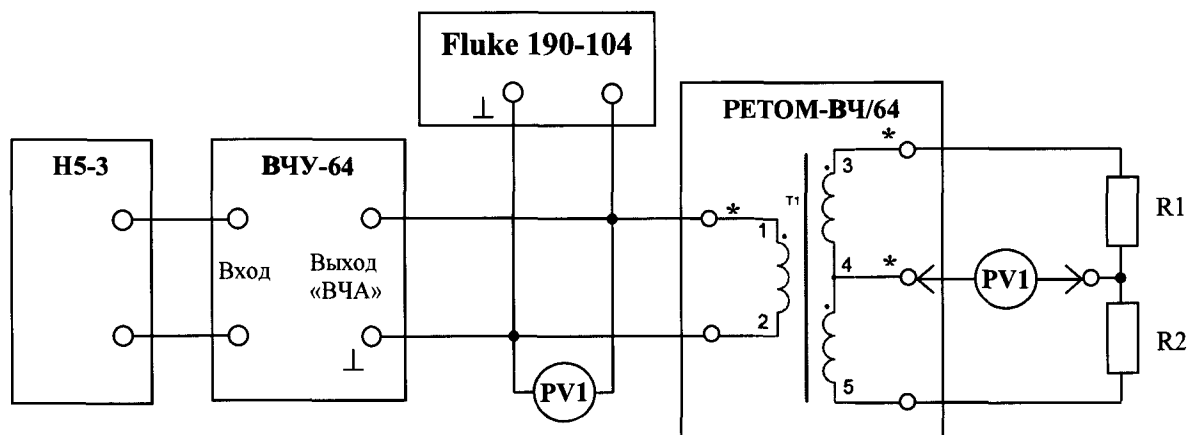 Fluke 190-104
⊥
РЕТОМ-ВЧ/64
Н5-3
ВЧУ-64
*
3
R1
*
1
T1
Вход
Выход
«ВЧА»
4
*
PV1
2
R2
⊥
PV1
5